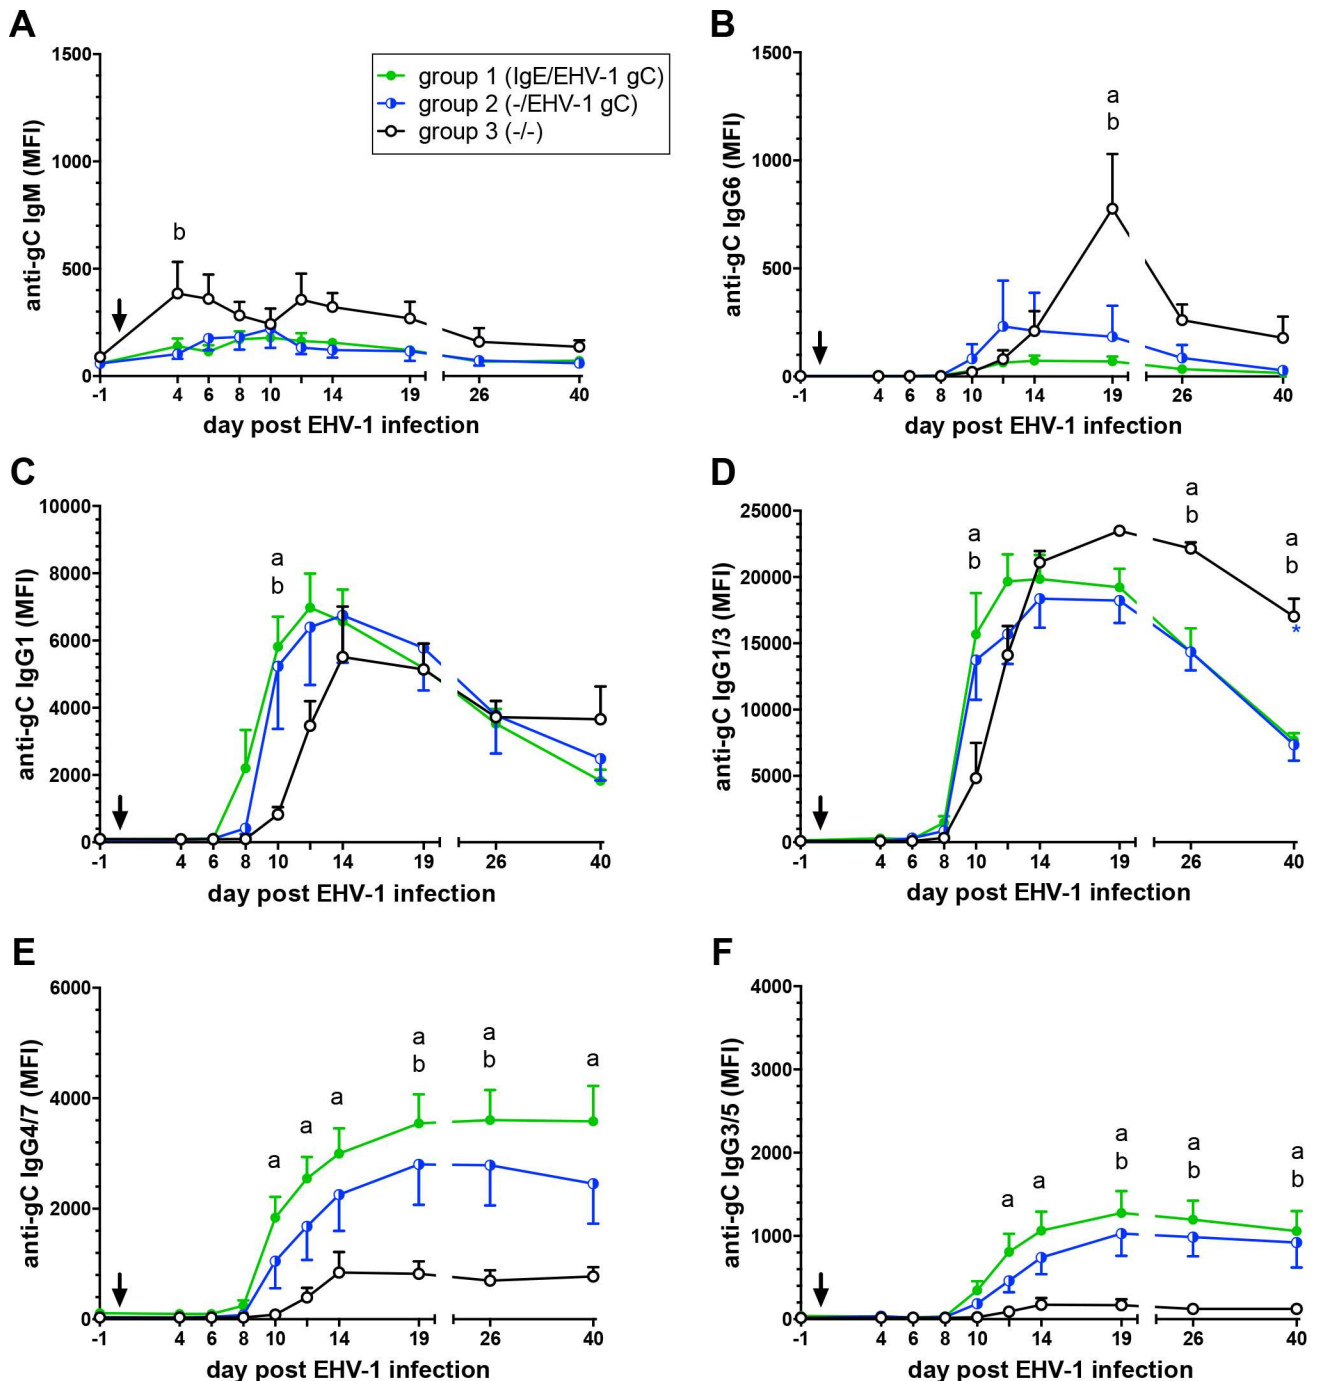 A
anti-gC IgM (MFI)
1500
1000
500
0
b
group 1 (IgE/EHV-1 gC)
group 2 (-/EHV-1 gC)
group 3 (-/-)
-1 4 6 8 10 14 19 26 40
day post EHV-1 infection
B
anti-gC IgG6 (MFI)
1500
1000
500
0
a
b
-1 4 6 8 10 14 19 26 40
day post EHV-1 infection
C
anti-gC IgG1 (MFI)
10000
8000
6000
4000
2000
0
a
b
-1 4 6 8 10 14 19 26 40
day post EHV-1 infection
D
anti-gC IgG1/3 (MFI)
25000
20000
15000
10000
5000
0
a
b
a
b
a
b
*
-1 4 6 8 10 14 19 26 40
day post EHV-1 infection
E
anti-gC IgG4/7 (MFI)
6000
4000
2000
0
a
a
a
a
b
a
b
a
-1 4 6 8 10 14 19 26 40
day post EHV-1 infection
F
anti-gC IgG3/5 (MFI)
4000
3000
2000
1000
0
a
a
a
b
a
b
a
b
-1 4 6 8 10 14 19 26 40
day post EHV-1 infection